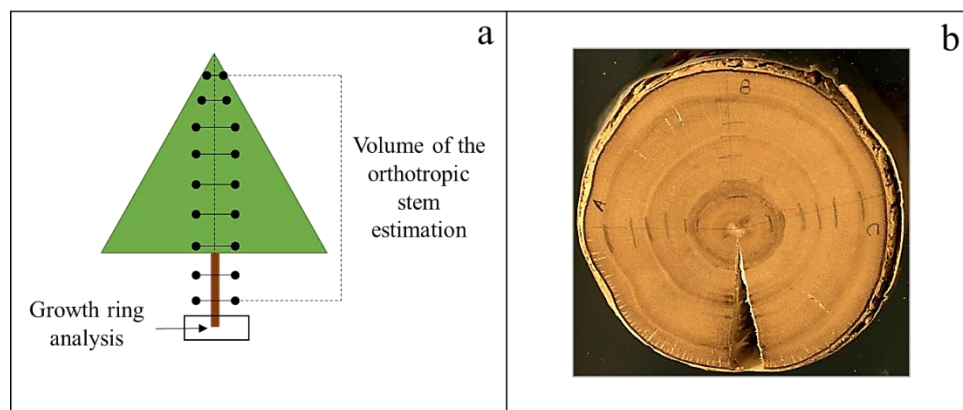 a
Volume of the
orthotropic
stem
estimation
Growth ring
analysis
b
B
A
C